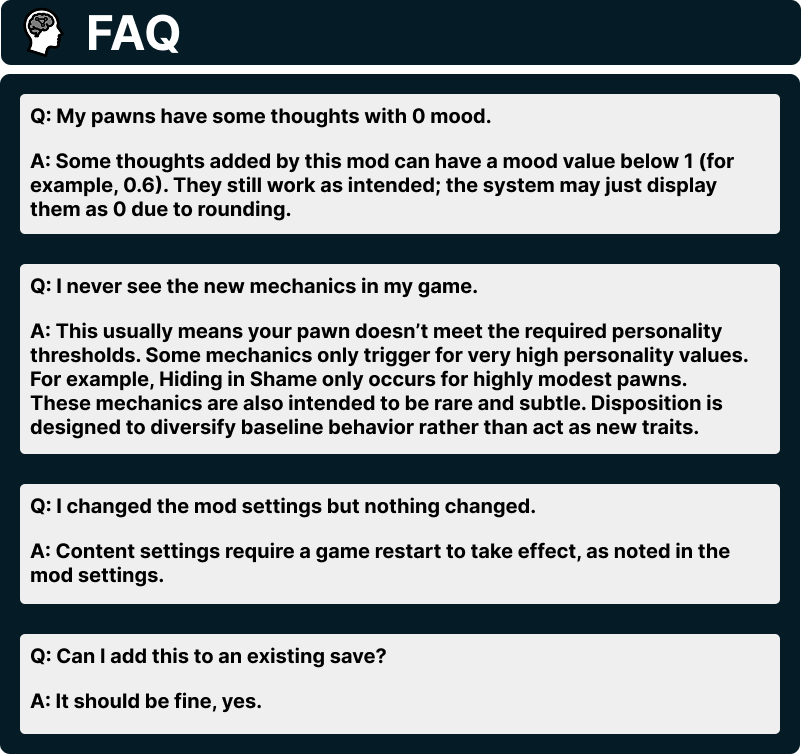 FAQ
Q: My pawns have some thoughts with 0 mood.
A: Some thoughts added by this mod can have a mood value below 1 (for
example, 0.6). They still work as intended; the system may just display
them as 0 due to rounding.
Q: I never see the new mechanics in my game.
A: This usually means your pawn doesn’t meet the required personality
thresholds. Some mechanics only trigger for very high personality values.
For example, Hiding in Shame only occurs for highly modest pawns.
These mechanics are also intended to be rare and subtle. Disposition is
designed to diversify baseline behavior rather than act as new traits.
Q: I changed the mod settings but nothing changed.
A: Content settings require a game restart to take effect, as noted in the
mod settings.
Q: Can I add this to an existing save?
A: It should be fine, yes.